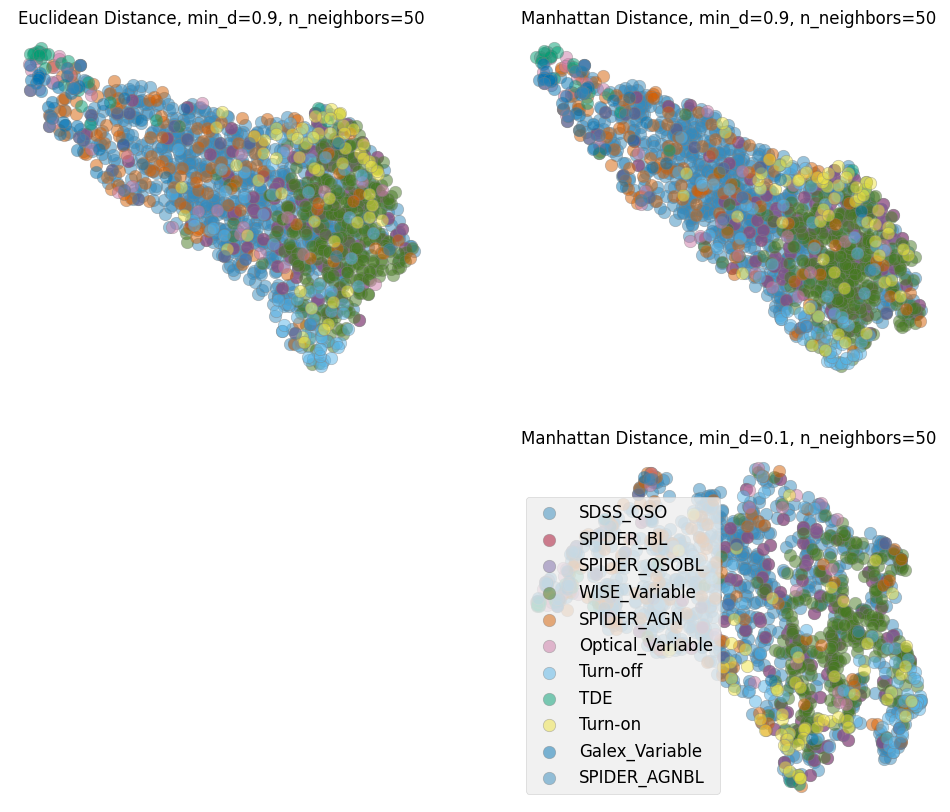 Euclidean Distance, min_d=0.9, n_neighbors=50
Manhattan Distance, min_d=0.9, n_neighbors=50
Manhattan Distance, min_d=0.1, n_neighbors=50
SDSS_QSO
SPIDER_BL
SPIDER_QSOBL
WISE_Variable
SPIDER_AGN
Optical_Variable
Turn-off
TDE
Turn-on
Galex_Variable
SPIDER_AGNBL